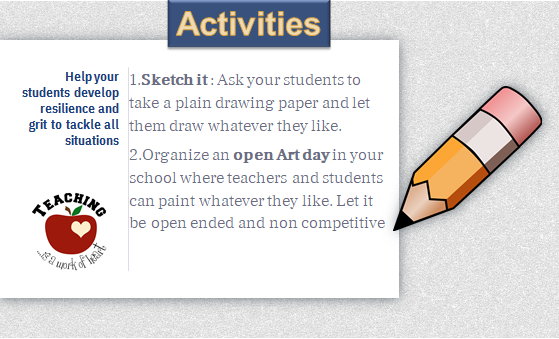 Activities
Help your
students develop
resilience and
grit to tackle all
situations
TEACHING
...is a work of heart
1.Sketch it : Ask your students to
take a plain drawing paper and let
them draw whatever they like.
2.Organize an open Art day in your
school where teachers and students
can paint whatever they like. Let it
be open ended and non competitive